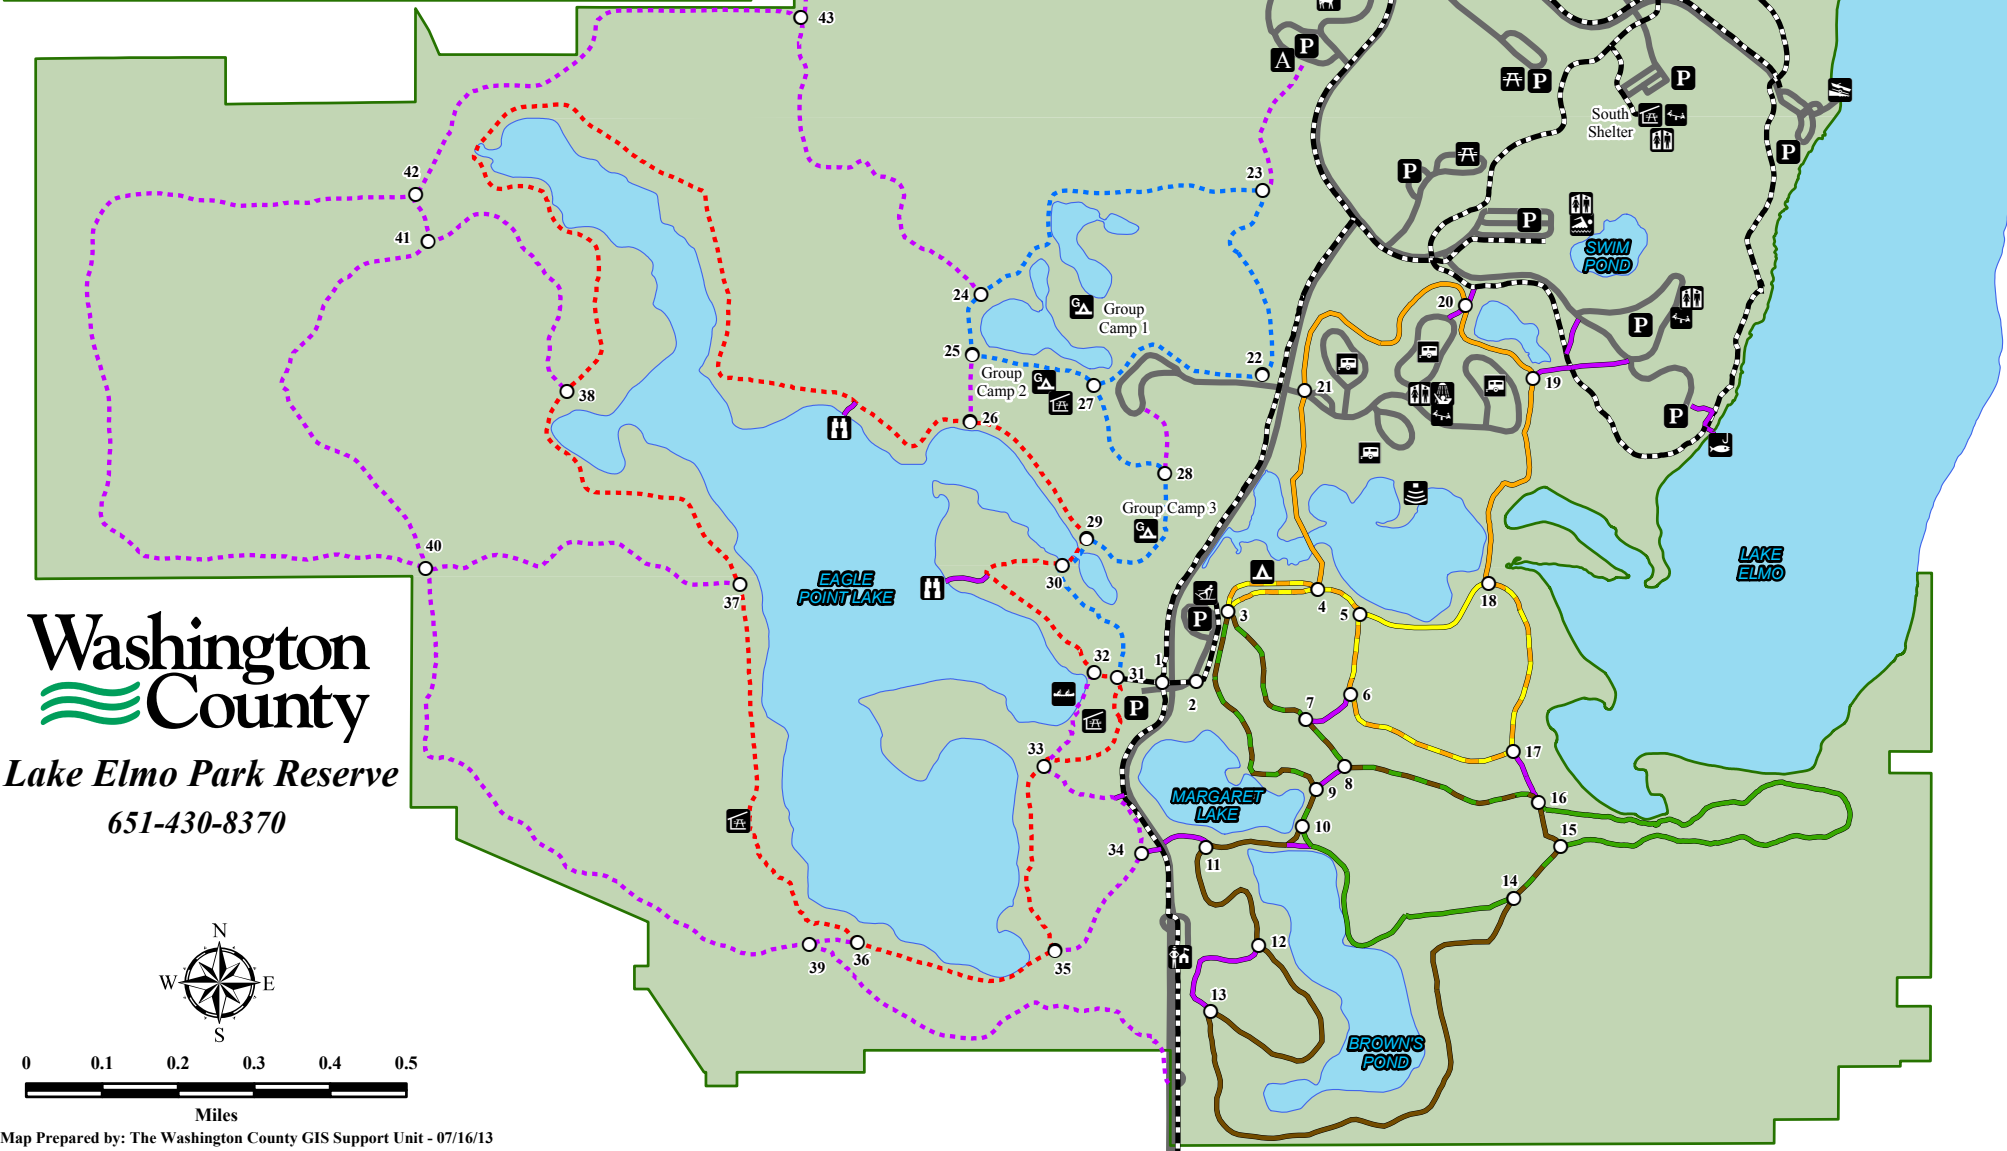 43
A
P
P
P
South
Shelter
P
P
23
42
P
41
SWIM
POND
24
20
G
Group
Camp 1
P
25
22
Group
Camp 2
G
27
21
19
38
26
P
28
Group Camp 3
G
29
40
30
EAGLE
POINT LAKE
LAKE
ELMO
37
3
4
5
18
P
32
31
1
2
P
6
7
33
17
8
9
MARGARET
LAKE
16
10
15
34
11
14
12
39
36
35
13
BROWN'S
POND
Washington
County
Lake Elmo Park Reserve
651-430-8370
N
W
E
S
0
0.1
0.2
0.3
0.4
0.5
Miles
Map Prepared by: The Washington County GIS Support Unit - 07/16/13